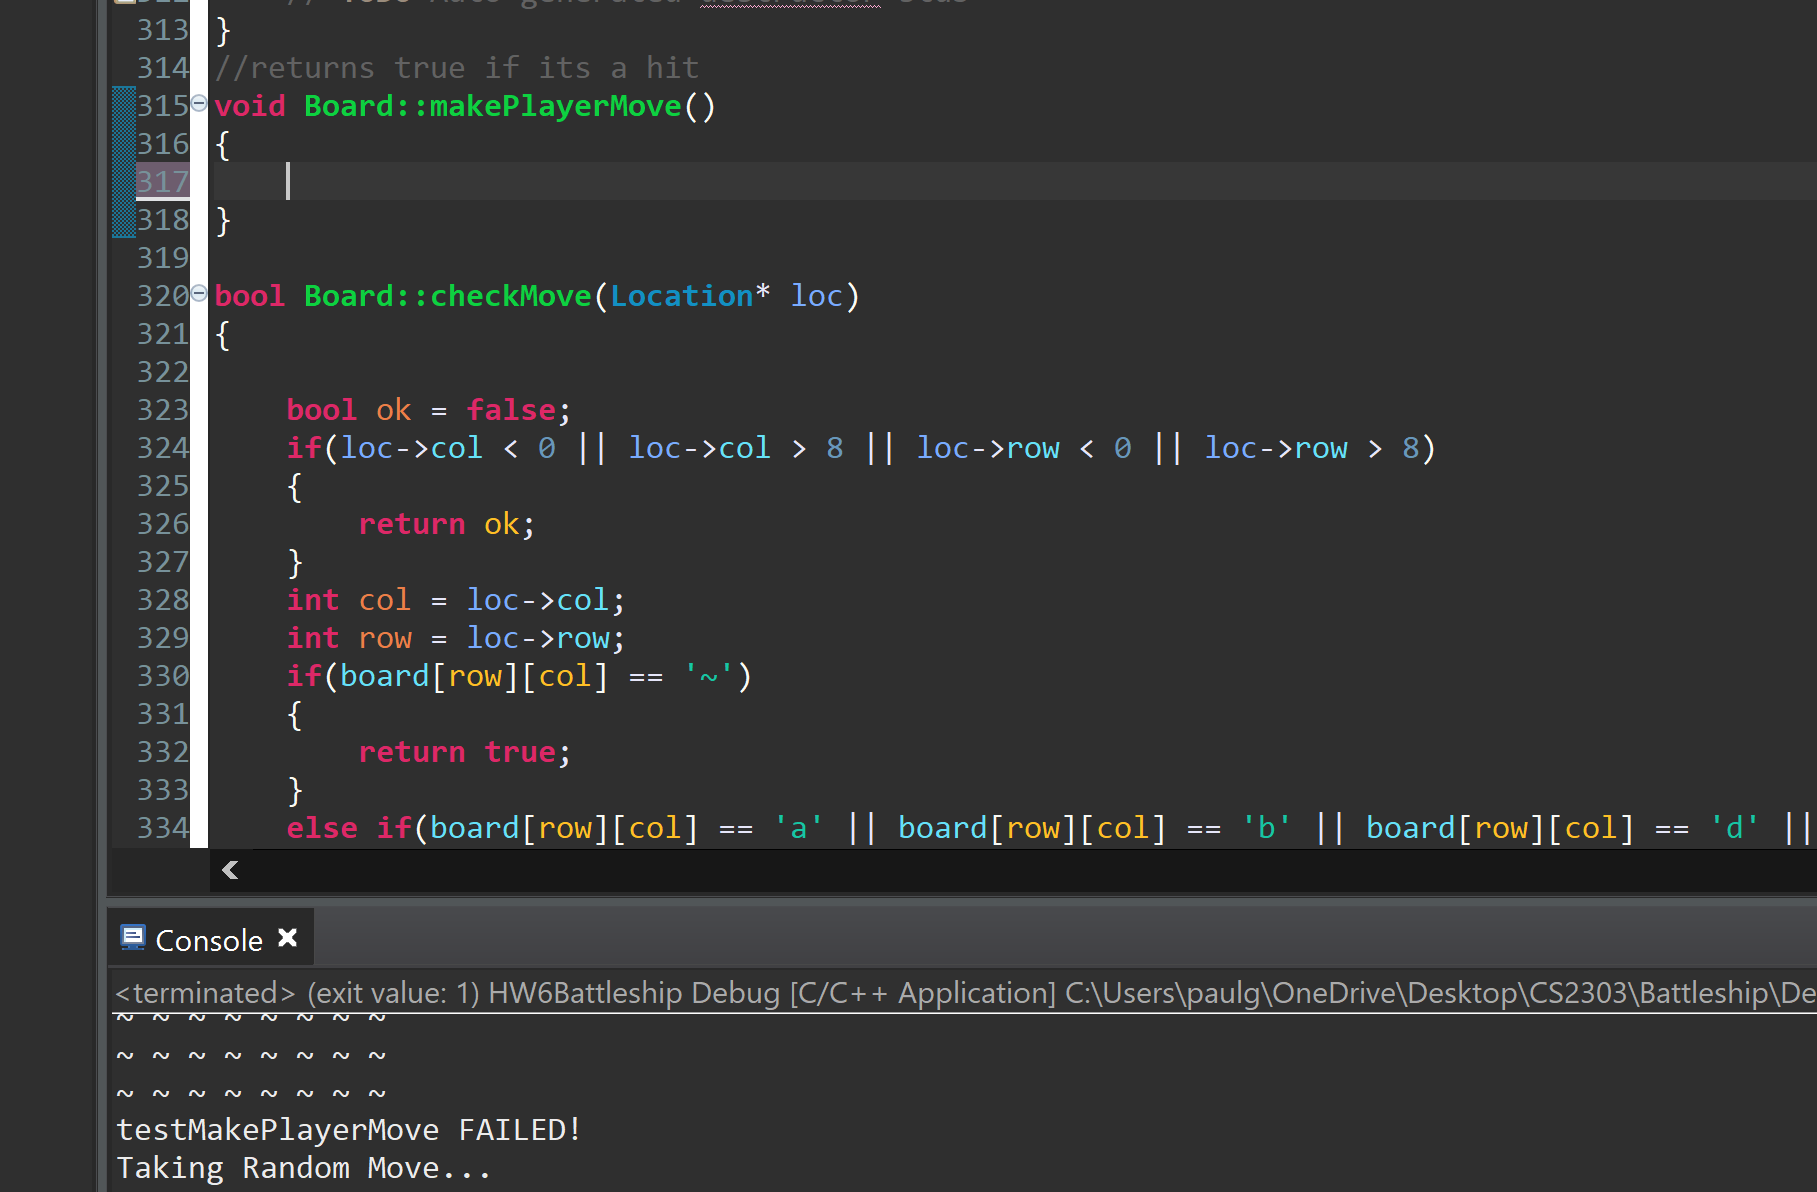 313 }
314 //returns true if its a hit
315 void Board::makePlayerMove()
316 {
317
318 }
319
320 bool Board::checkMove(Location* loc)
321 {
322
323     bool ok = false;
324     if(loc->col < 0 || loc->col > 8 || loc->row < 0 || loc->row > 8)
325     {
326         return ok;
327     }
328     int col = loc->col;
329     int row = loc->row;
330     if(board[row][col] == '~')
331     {
332         return true;
333     }
334     else if(board[row][col] == 'a' || board[row][col] == 'b' || board[row][col] == 'd' ||
Console
<terminated> (exit value: 1) HW6Battleship Debug [C/C++ Application] C:\Users\paulg\OneDrive\Desktop\CS2303\Battleship\De
~ ~ ~ ~ ~ ~ ~ ~
~ ~ ~ ~ ~ ~ ~ ~
~ ~ ~ ~ ~ ~ ~ ~
testMakePlayerMove FAILED!
Taking Random Move...